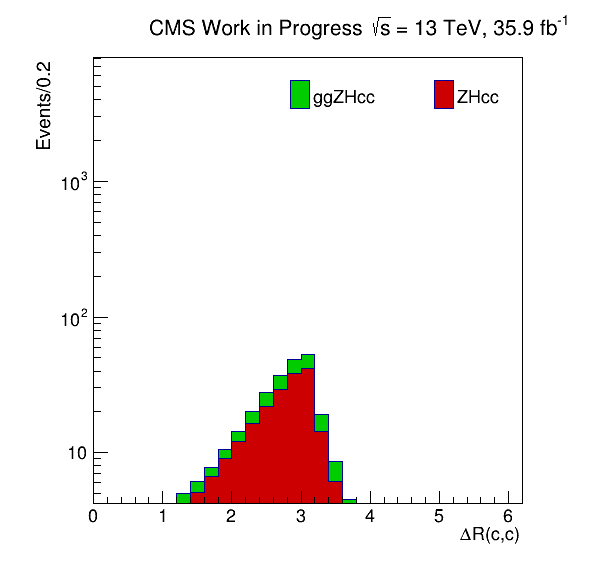 CMS Work in Progress √s = 13 TeV, 35.9 fb⁻¹
Events/0.2
ggZHcc ZHcc
10³
10²
10
0 1 2 3 4 5 6
ΔR(c,c)